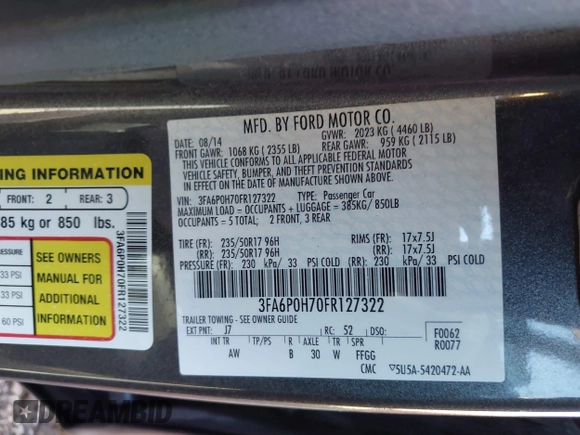 MFD. BY FORD MOTOR CO.
DATE: 08/14 GVWR: 2023 KG ( 4460 LB)
FRONT GAWR: 1068 KG ( 2355 LB) REAR GAWR: 959 KG ( 2115 LB)
THIS VEHICLE CONFORMS TO ALL APPLICABLE FEDERAL MOTOR
VEHICLE SAFETY, BUMPER, AND THEFT PREVENTION STANDARDS
IN EFFECT ON THE DATE OF MANUFACTURE SHOWN ABOVE.
VIN: 3FA6P0H70FR127322 TYPE: Passenger Car
MAXIMUM LOAD = OCCUPANTS + LUGGAGE = 385KG/ 850LB
OCCUPANTS = 5 TOTAL; 2 FRONT, 3 REAR
TIRE (FR): 235/50R17 96H RIMS (FR): 17x7.5J
(RR): 235/50R17 96H (RR): 17x7.5J
PRESSURE (FR): 230 kPa/ 33 PSI COLD (RR): 230 kPa/ 33 PSI COLD
3FA6P0H70FR127322
TRAILER TOWING - SEE OWNER GUIDE
EXT PNT: J7 RC: 52 DSO: F0062
INT TR TP/PS R AXLE TR SPR R0077
AW B 30 W FFGG
CMC 5U5A-5420472-AA
ING INFORMATION
FRONT: 2 REAR: 3
85 kg or 850 lbs.
PRESSURE
33 PSI
33 PSI
60 PSI
SEE OWNERS
MANUAL FOR
ADDITIONAL
INFORMATION
3FA6P0H70FR127322
DREAMBID